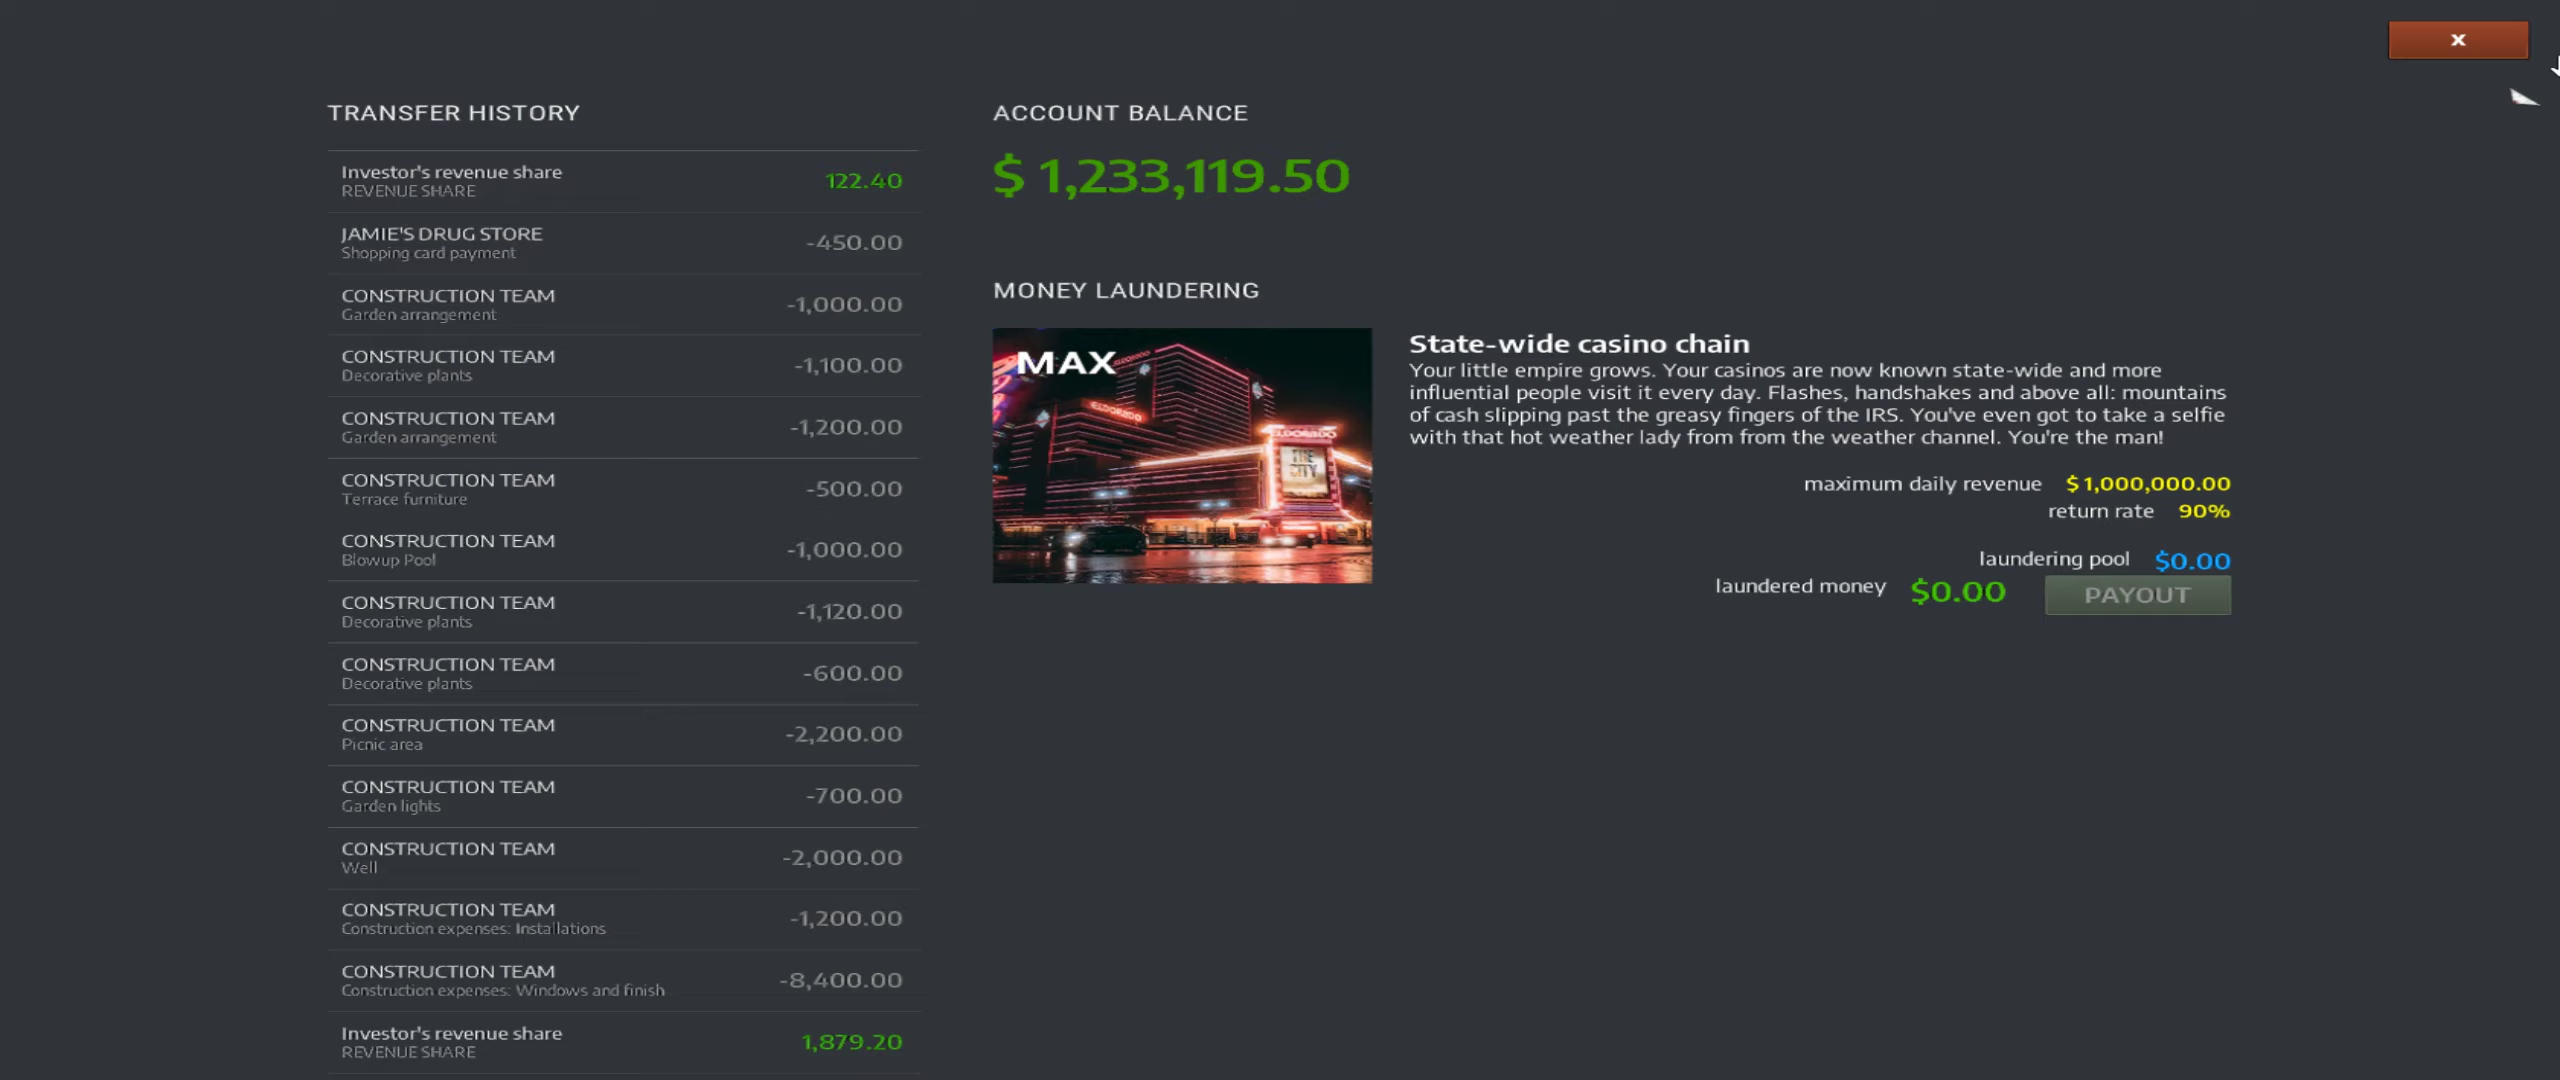 x
TRANSFER HISTORY
Investor's revenue share
122.40
REVENUE SHARE
JAMIE'S DRUG STORE
-450.00
Shopping card payment
CONSTRUCTION TEAM
-1,000.00
Garden arrangement
CONSTRUCTION TEAM
-1,100.00
Decorative plants
CONSTRUCTION TEAM
-1,200.00
Garden arrangement
CONSTRUCTION TEAM
-500.00
Terrace furniture
CONSTRUCTION TEAM
-1,000.00
Blowup Pool
CONSTRUCTION TEAM
-1,120.00
Decorative plants
CONSTRUCTION TEAM
-600.00
Decorative plants
CONSTRUCTION TEAM
-2,200.00
Picnic area
CONSTRUCTION TEAM
-700.00
Garden lights
CONSTRUCTION TEAM
-2,000.00
Well
CONSTRUCTION TEAM
-1,200.00
Construction expenses: Installations
CONSTRUCTION TEAM
-8,400.00
Construction expenses: Windows and finish
Investor's revenue share
1,879.20
REVENUE SHARE
ACCOUNT BALANCE
$ 1,233,119.50
MONEY LAUNDERING
MAX
ELDORADO
ELDORADO
ELDORADO
THE
CITY
State-wide casino chain
Your little empire grows. Your casinos are now known state-wide and more
influential people visit it every day. Flashes, handshakes and above all: mountains
of cash slipping past the greasy fingers of the IRS. You've even got to take a selfie
with that hot weather lady from from the weather channel. You're the man!
maximum daily revenue $ 1,000,000.00
return rate 90%
laundering pool $0.00
laundered money $0.00
PAYOUT